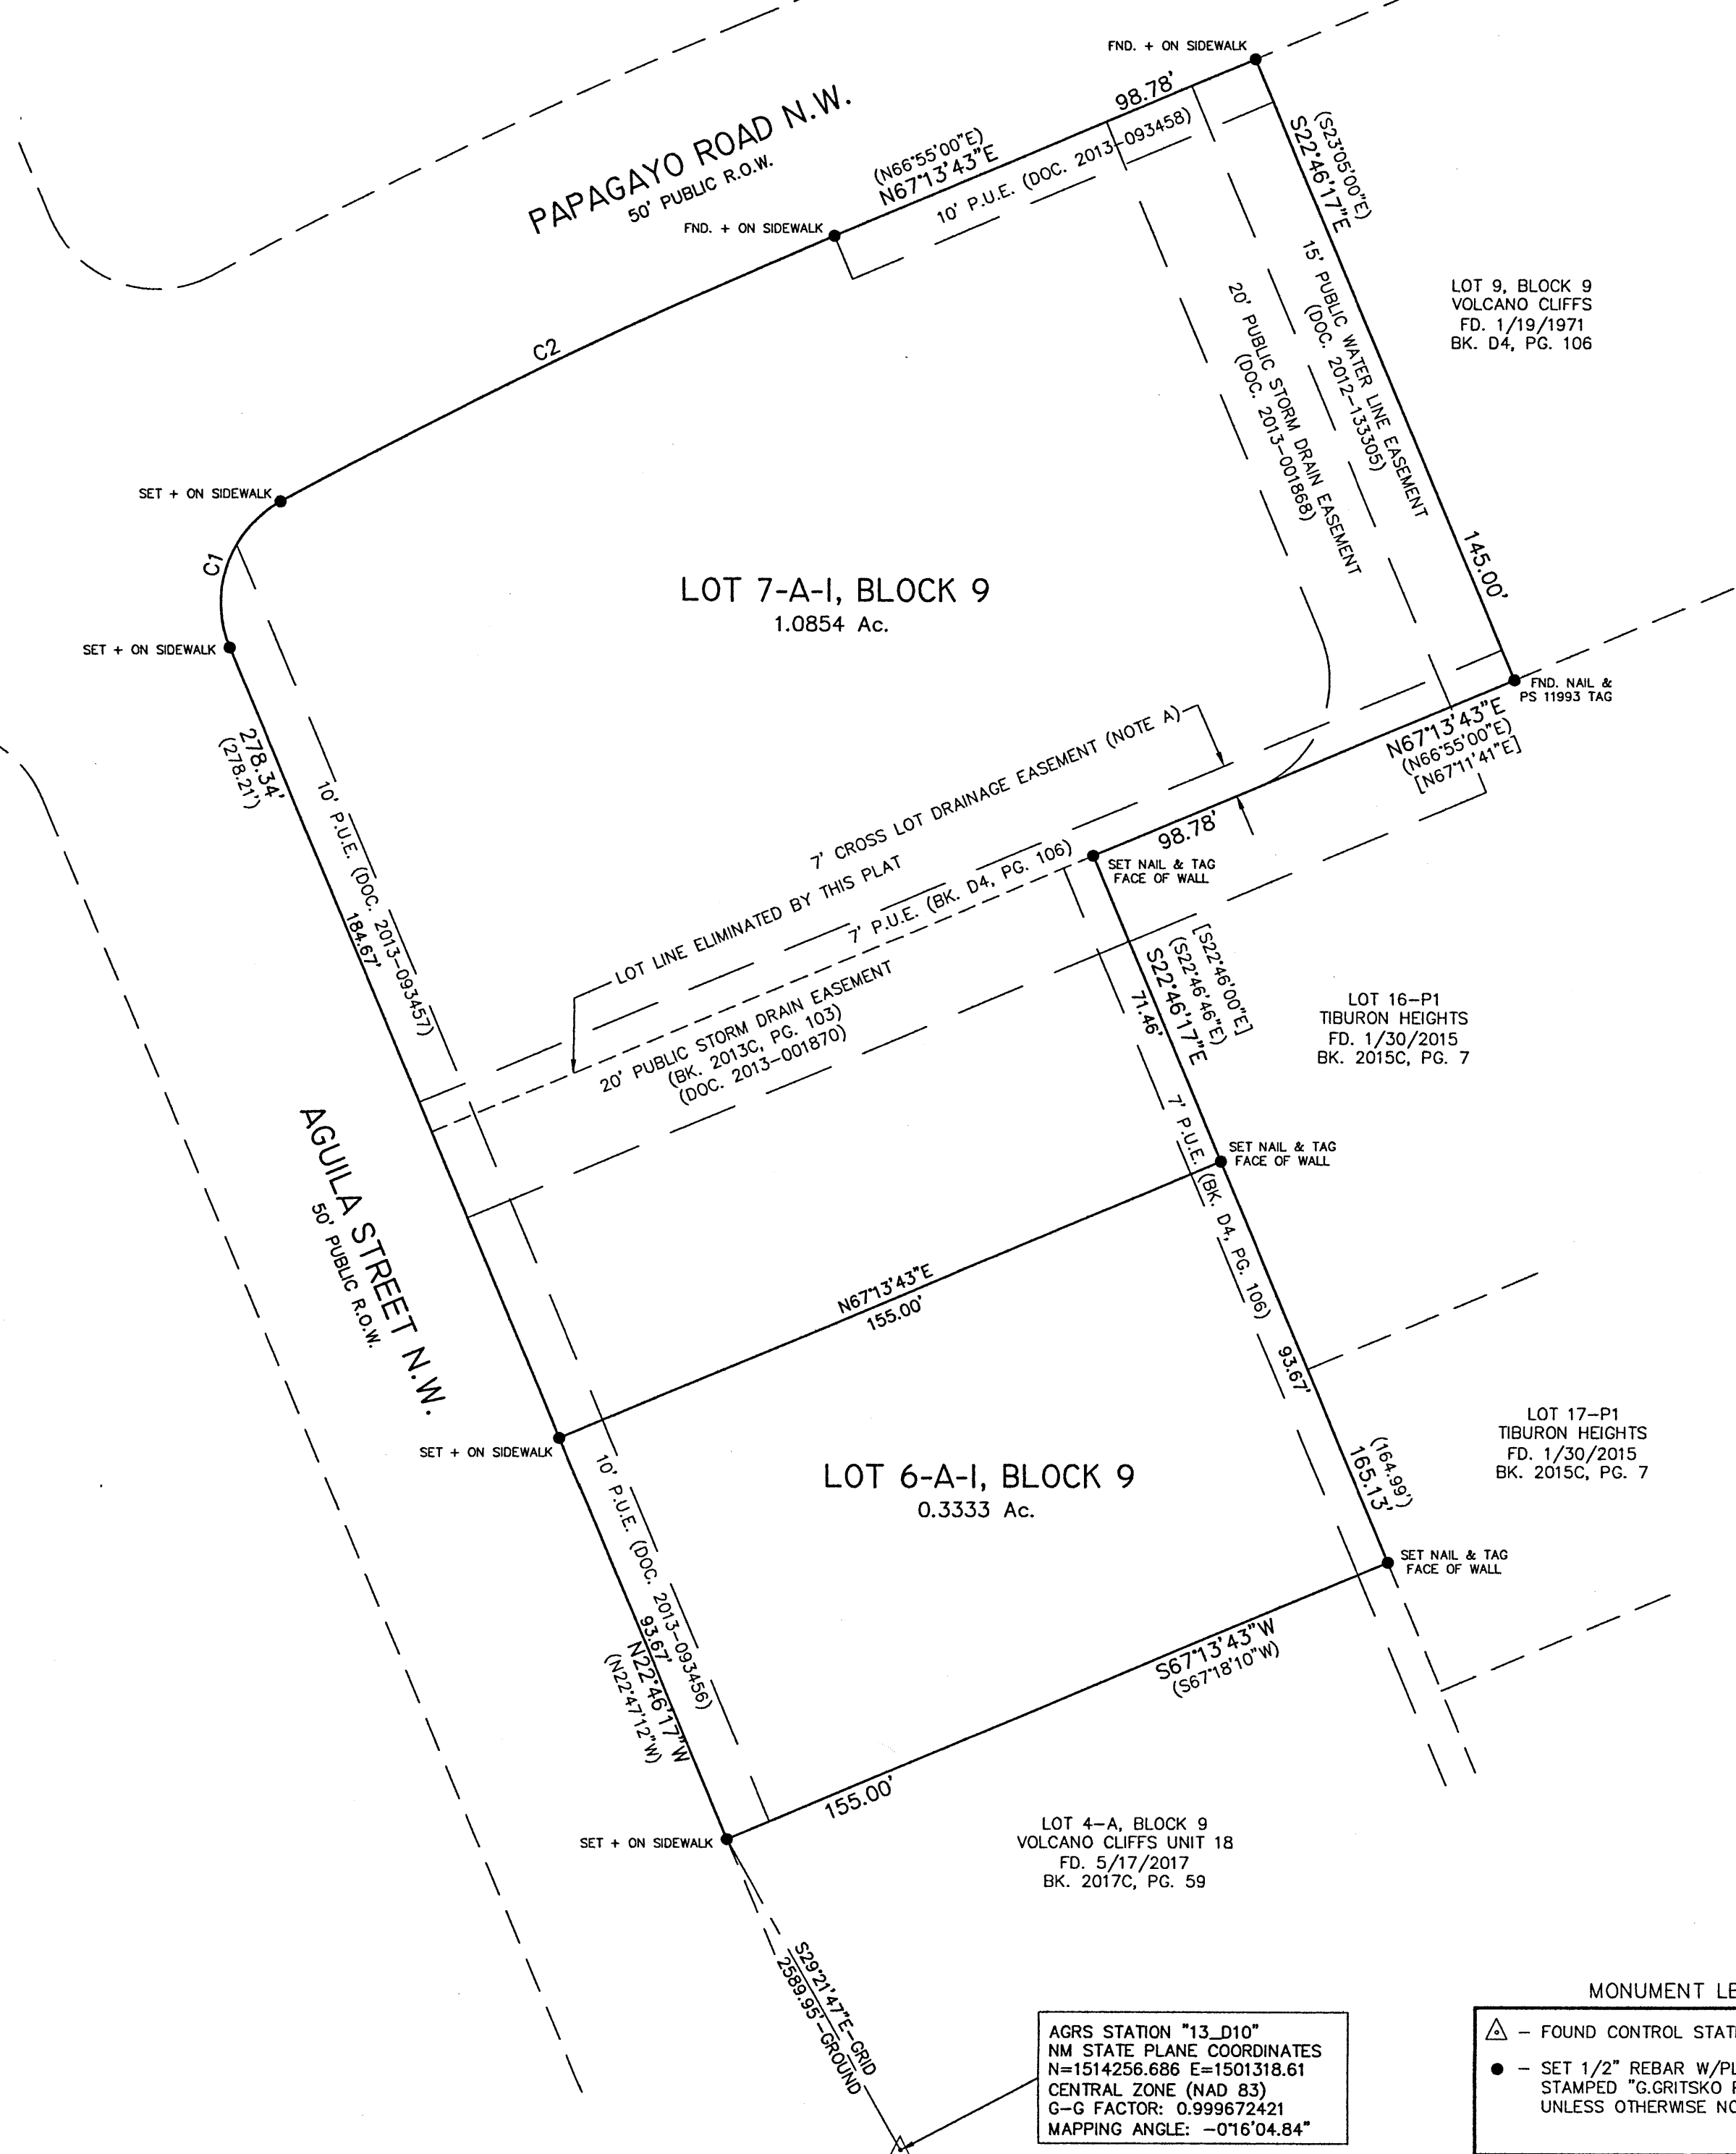 FND. + ON SIDEWALK
98.78'
PAPAGAYO ROAD N.W.
50' PUBLIC R.O.W.
(N66°55'00"E)
N67°13'43"E
10' P.U.E. (DOC. 2013-093458)
(S23°05'00"E)
S22°46'17"E
FND. + ON SIDEWALK
15' PUBLIC WATER LINE EASEMENT
(DOC. 2012-133305)
20' PUBLIC STORM DRAIN EASEMENT
(DOC. 2013-001868)
LOT 9, BLOCK 9
VOLCANO CLIFFS
FD. 1/19/1971
BK. D4, PG. 106
C2
SET + ON SIDEWALK
C1
145.00'
LOT 7-A-I, BLOCK 9
1.0854 Ac.
SET + ON SIDEWALK
FND. NAIL &
PS 11993 TAG
N67°13'43"E
(N66°55'00"E)
[N67°11'41"E]
278.34'
(278.21')
10' P.U.E. (DOC. 2013-093457)
184.67'
7' CROSS LOT DRAINAGE EASEMENT (NOTE A)
98.78'
LOT LINE ELIMINATED BY THIS PLAT
7' P.U.E. (BK. D4, PG. 106)
SET NAIL & TAG
FACE OF WALL
20' PUBLIC STORM DRAIN EASEMENT
(BK. 2013C, PG. 103)
(DOC. 2013-001870)
[S22°46'00"E]
(S22°46'46"E)
S22°46'17"E
71.46'
LOT 16-P1
TIBURON HEIGHTS
FD. 1/30/2015
BK. 2015C, PG. 7
AGUILA STREET N.W.
50' PUBLIC R.O.W.
SET NAIL & TAG
FACE OF WALL
7' P.U.E. (BK. D4, PG. 106)
N67°13'43"E
155.00'
93.67'
LOT 17-P1
TIBURON HEIGHTS
FD. 1/30/2015
BK. 2015C, PG. 7
(164.99')
165.13'
SET + ON SIDEWALK
LOT 6-A-I, BLOCK 9
0.3333 Ac.
10' P.U.E. (DOC. 2013-093456)
SET NAIL & TAG
FACE OF WALL
93.67'
N22°46'17"W
(N22°47'12"W)
S67°13'43"W
(S67°18'10"W)
155.00'
SET + ON SIDEWALK
LOT 4-A, BLOCK 9
VOLCANO CLIFFS UNIT 18
FD. 5/17/2017
BK. 2017C, PG. 59
S29°21'47"E-GRID
2589.95'-GROUND
AGRS STATION "13_D10"
NM STATE PLANE COORDINATES
N=1514256.686 E=1501318.61
CENTRAL ZONE (NAD 83)
G-G FACTOR: 0.999672421
MAPPING ANGLE: -0°16'04.84"
MONUMENT LE
- FOUND CONTROL STAT
- SET 1/2" REBAR W/PL
STAMPED "G.GRITSKO
UNLESS OTHERWISE NO